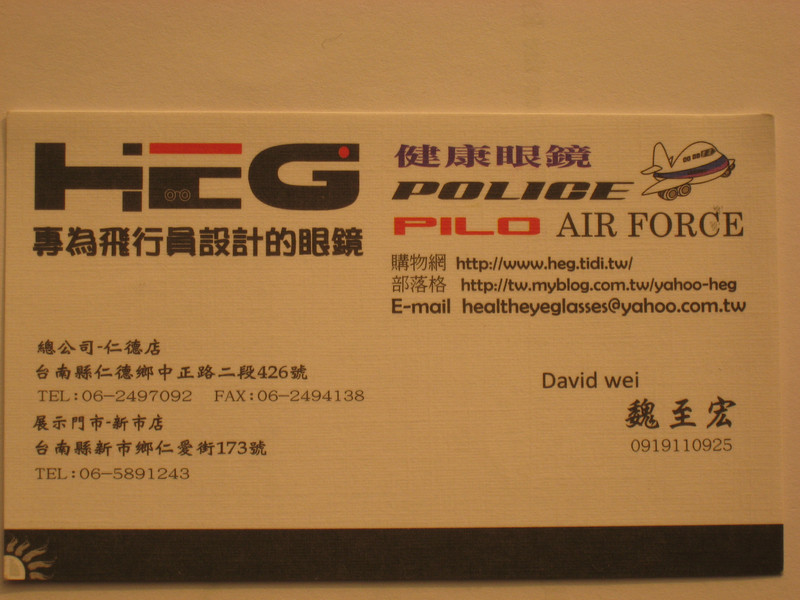 HEG
專為飛行員設計的眼鏡
健康眼鏡
POLICE
PILO AIR FORCE
購物網 http://www.heg.tidi.tw/
部落格 http://tw.myblog.com.tw/yahoo-heg
E-mail healtheyeglasses@yahoo.com.tw
總公司-仁德店
台南縣仁德鄉中正路二段426號
TEL:06-2497092 FAX:06-2494138
展示門市-新市店
台南縣新市鄉仁愛街173號
TEL:06-5891243
David wei
魏至宏
0919110925